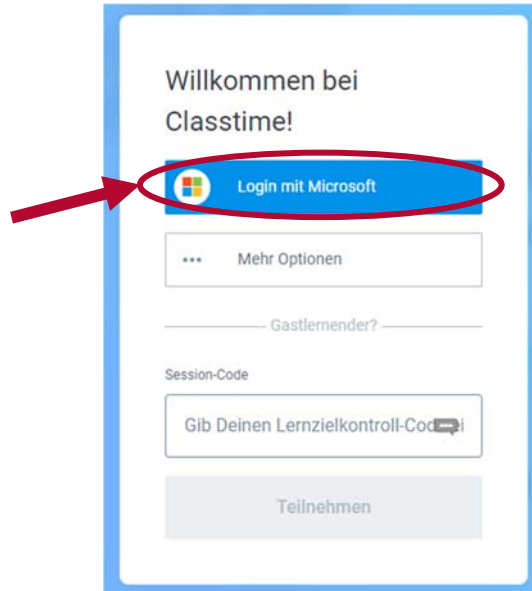 Willkommen bei
Classtime!
Login mit Microsoft
Mehr Optionen
Gastlernender?
Session-Code
Gib Deinen Lernzielkontroll-Cod
Teilnehmen